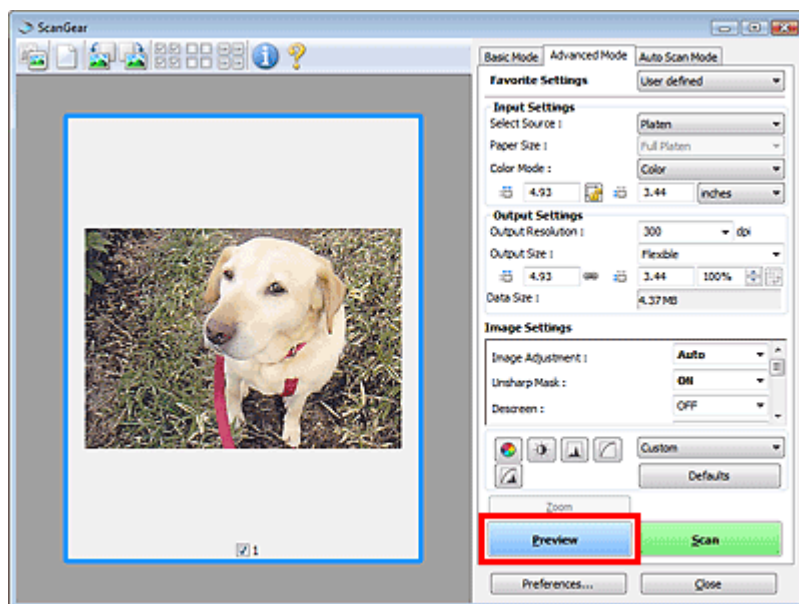 ScanGear
Basic Mode Advanced Mode Auto Scan Mode
Favorite Settings User defined
Input Settings
Select Source : Platen
Paper Size : Full Platen
Color Mode : Color
4.93 3.44 inches
Output Settings
Output Resolution : 300 dpi
Output Size : Flexible
4.93 3.44 100%
Data Size : 4.37 MB
Image Settings
Image Adjustment : Auto
Unsharp Mask : ON
Descreen : OFF
Custom
Defaults
Zoom
Preview Scan
1
Preferences... Close